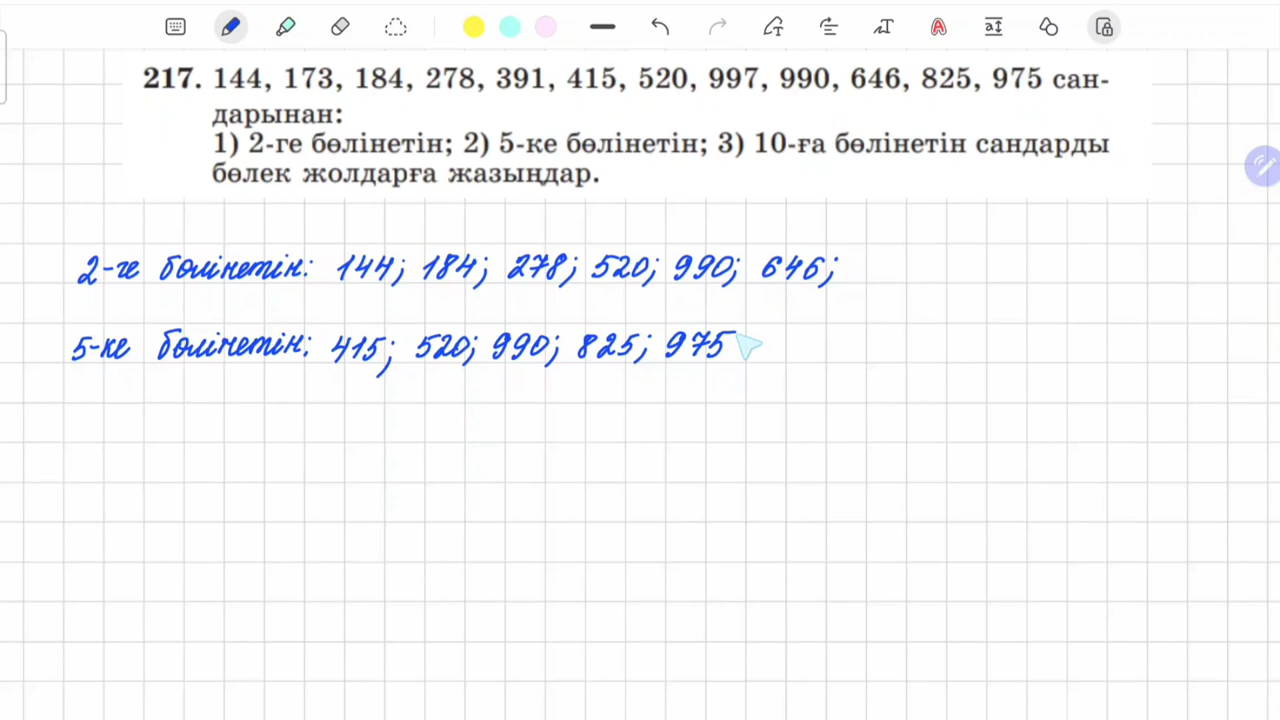 217. 144, 173, 184, 278, 391, 415, 520, 997, 990, 646, 825, 975 сан-
дарынан:
1) 2-ге бөлінетін; 2) 5-ке бөлінетін; 3) 10-ға бөлінетін сандарды
бөлек жолдарға жазыңдар.
2-ге бөлінетін: 144; 184; 278; 520; 990; 646;
5-ке бөлінетін: 415; 520; 990; 825; 975